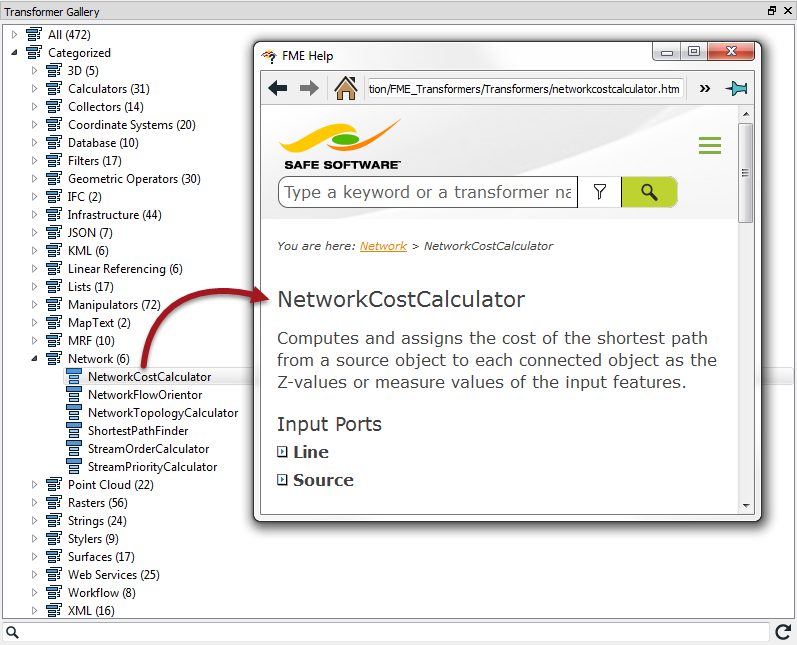 Transformer Gallery
All (472)
Categorized
3D (5)
Calculators (31)
Collectors (14)
Coordinate Systems (20)
Database (10)
Filters (17)
Geometric Operators (30)
IFC (2)
Infrastructure (44)
JSON (7)
KML (6)
Linear Referencing (6)
Lists (17)
Manipulators (72)
MapText (2)
MRF (10)
Network (6)
NetworkCostCalculator
NetworkFlowOrientor
NetworkTopologyCalculator
ShortestPathFinder
StreamOrderCalculator
StreamPriorityCalculator
Point Cloud (22)
Rasters (56)
Strings (24)
Stylers (9)
Surfaces (17)
Web Services (25)
Workflow (8)
XML (16)
FME Help
tion/FME_Transformers/Transformers/networkcostcalculator.htm
»
SAFE SOFTWARE™
Type a keyword or a transformer na
You are here: Network > NetworkCostCalculator
NetworkCostCalculator
Computes and assigns the cost of the shortest path
from a source object to each connected object as the
Z-values or measure values of the input features.
Input Ports
Line
Source